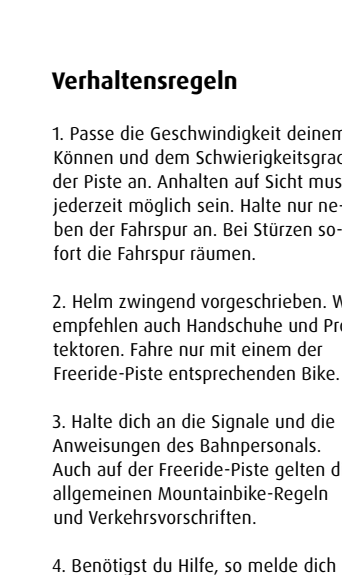 Verhaltensregeln
1. Passe die Geschwindigkeit deinem
Können und dem Schwierigkeitsgrad
der Piste an. Anhalten auf Sicht mus
jederzeit möglich sein. Halte nur ne-
ben der Fahrspur an. Bei Stürzen so-
fort die Fahrspur räumen.
2. Helm zwingend vorgeschrieben. W
empfehlen auch Handschuhe und Pro
tektoren. Fahre nur mit einem der
Freeride-Piste entsprechenden Bike.
3. Halte dich an die Signale und die
Anweisungen des Bahnpersonals.
Auch auf der Freeride-Piste gelten d
allgemeinen Mountainbike-Regeln
und Verkehrsvorschriften.
4. Benötigst du Hilfe, so melde dich